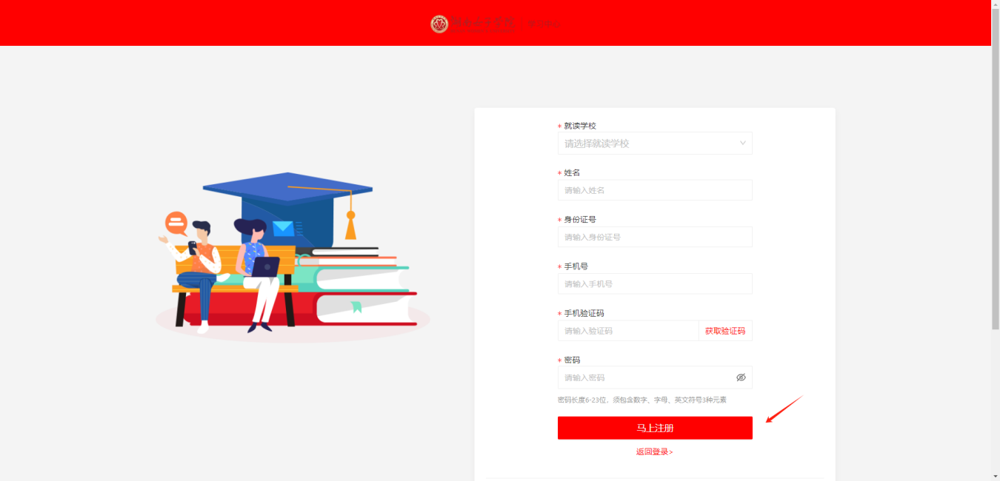 * 就读学校
请选择就读学校
* 姓名
请输入姓名
* 身份证号
请输入身份证号
* 手机号
请输入手机号
* 手机验证码
请输入验证码 获取验证码
* 密码
请输入密码
密码长度6-23位，须包含数字、字母、英文符号3种元素
马上注册
返回登录>